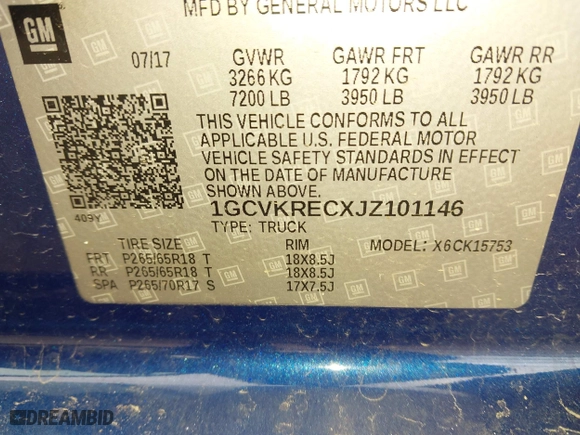 MFD BY GENERAL MOTORS LLC
GM
07/17 GVWR GAWR FRT GAWR RR
3266 KG 1792 KG 1792 KG
7200 LB 3950 LB 3950 LB
THIS VEHICLE CONFORMS TO ALL
APPLICABLE U.S. FEDERAL MOTOR
VEHICLE SAFETY STANDARDS IN EFFECT
ON THE DATE OF MANUFACTURE
SHOWN ABOVE.
409Y
1GCVKRECXJZ101146
TYPE: TRUCK
TIRE SIZE RIM MODEL: X6CK15753
FRT P265/65R18 T 18X8.5J
RR P265/65R18 T 18X8.5J
SPA P265/70R17 S 17X7.5J
DREAMBID